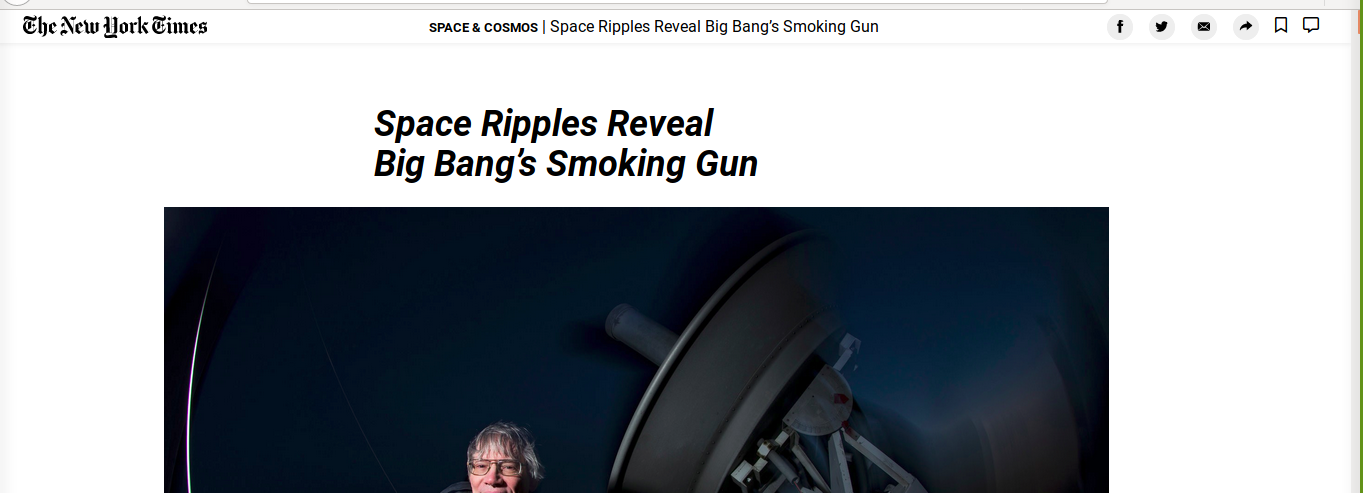 The New York Times
SPACE & COSMOS | Space Ripples Reveal Big Bang’s Smoking Gun
Space Ripples Reveal
Big Bang’s Smoking Gun